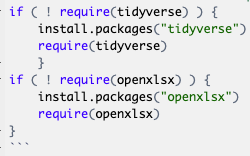 if ( ! require(tidyverse) ) {
    install.packages("tidyverse")
    require(tidyverse)
    }
if ( ! require(openxlsx) ) {
    install.packages("openxlsx")
    require(openxlsx)
}
```